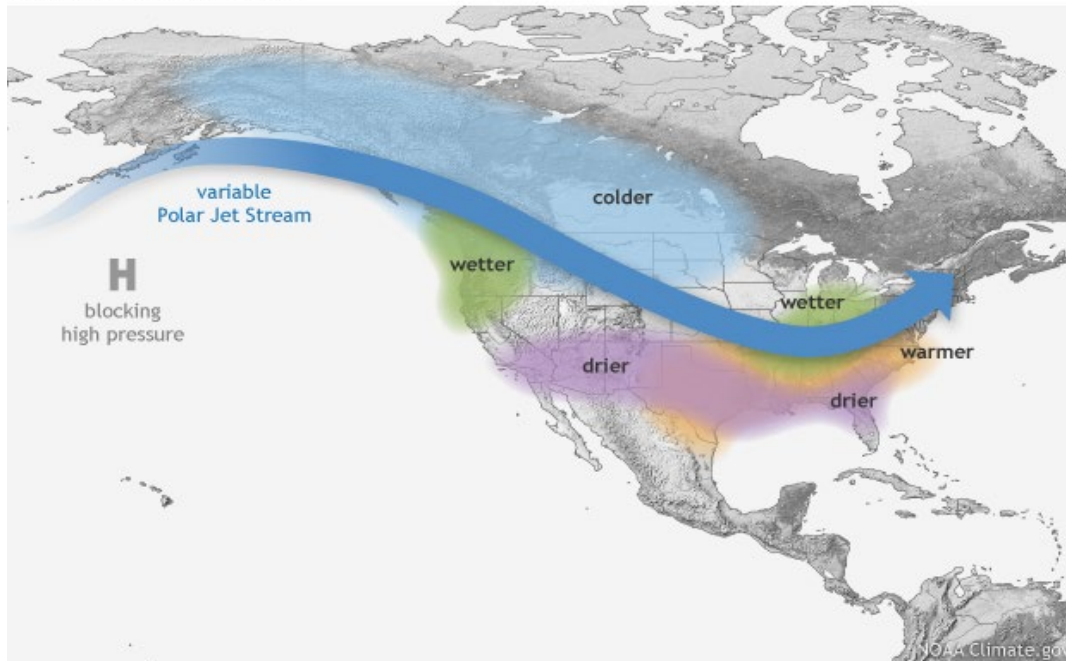 colder
variable
Polar Jet Stream
wetter
H
blocking
high pressure
wetter
warmer
drier
drier
NOAA Climate.gov